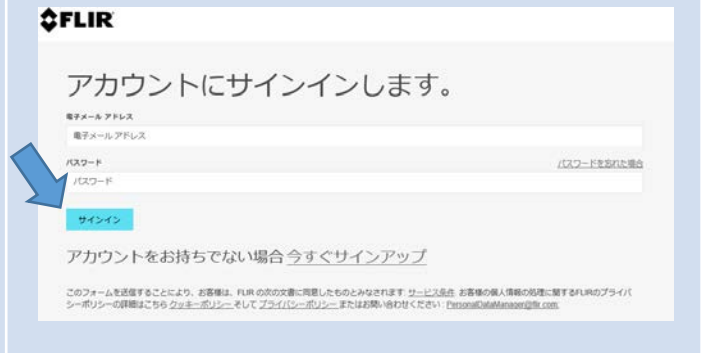 FLIR
アカウントにサインインします。
電子メール アドレス
電子メール アドレス
パスワード
パスワードを忘れた場合
パスワード
サインイン
アカウントをお持ちでない場合 今すぐサインアップ
このフォームを送信することにより、お客様は、FLIR の次の文書に同意したものとみなされます: サービス条件. お客様の個人情報の処理に関するFLIRのプライバ
シーポリシーの詳細はこちら クッキーポリシー そして プライバシーポリシー またはお問い合わせください : PersonalDataManager@flir.com.